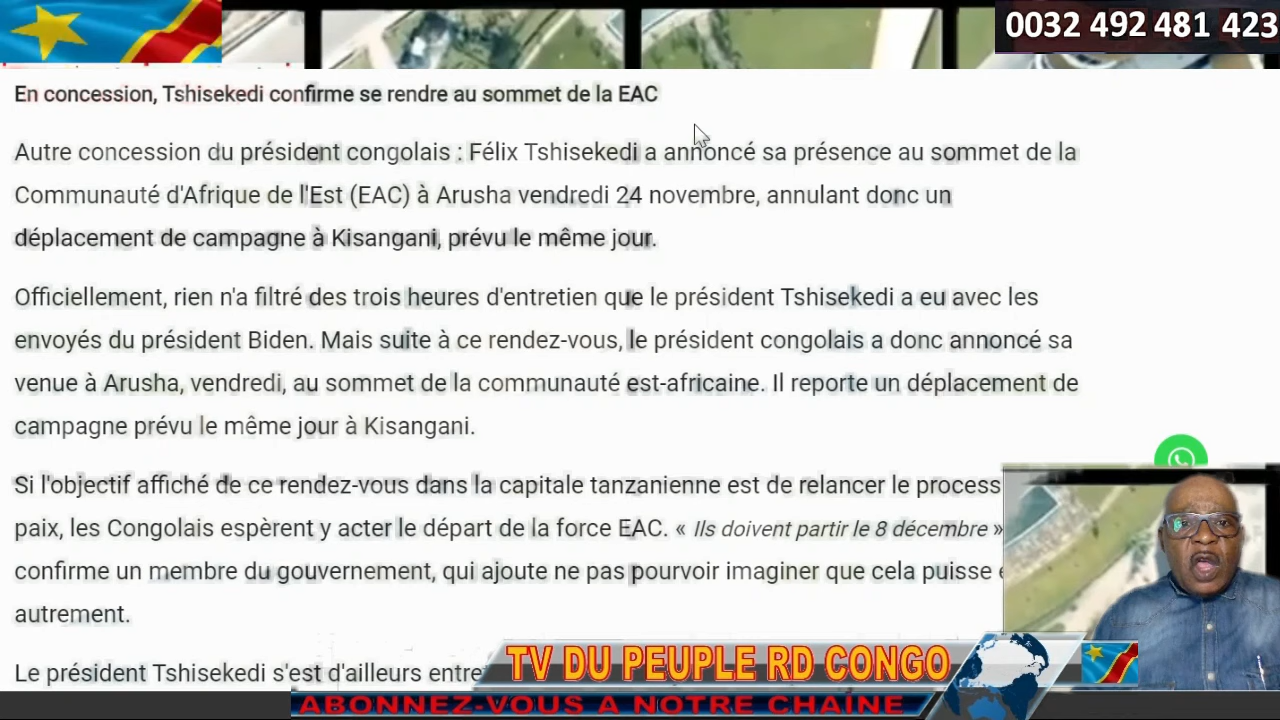 0032 492 481 423
En concession, Tshisekedi confirme se rendre au sommet de la EAC
Autre concession du président congolais : Félix Tshisekedi a annoncé sa présence au sommet de la
Communauté d'Afrique de l'Est (EAC) à Arusha vendredi 24 novembre, annulant donc un
déplacement de campagne à Kisangani, prévu le même jour.
Officiellement, rien n'a filtré des trois heures d'entretien que le président Tshisekedi a eu avec les
envoyés du président Biden. Mais suite à ce rendez-vous, le président congolais a donc annoncé sa
venue à Arusha, vendredi, au sommet de la communauté est-africaine. Il reporte un déplacement de
campagne prévu le même jour à Kisangani.
Si l'objectif affiché de ce rendez-vous dans la capitale tanzanienne est de relancer le process
paix, les Congolais espèrent y acter le départ de la force EAC. « Ils doivent partir le 8 décembre »
confirme un membre du gouvernement, qui ajoute ne pas pourvoir imaginer que cela puisse
autrement.
Le président Tshisekedi s'est d'ailleurs entre
TV DU PEUPLE RD CONGO
ABONNEZ-VOUS A NOTRE CHAÎNE